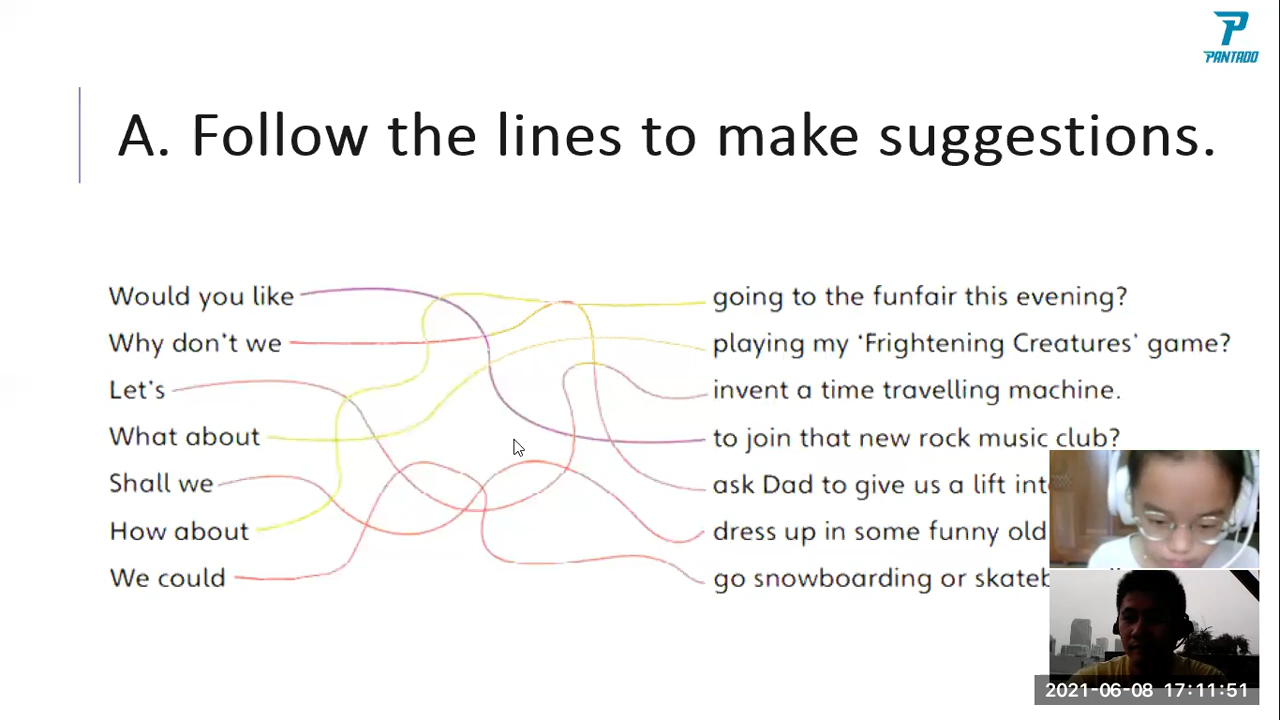 PANTADO
A. Follow the lines to make suggestions.
Would you like
going to the funfair this evening?
Why don't we
playing my ‘Frightening Creatures’ game?
Let's
invent a time travelling machine.
What about
to join that new rock music club?
Shall we
ask Dad to give us a lift
How about
dress up in some funny old
We could
go snowboarding or
2021-06-08 17:11:51